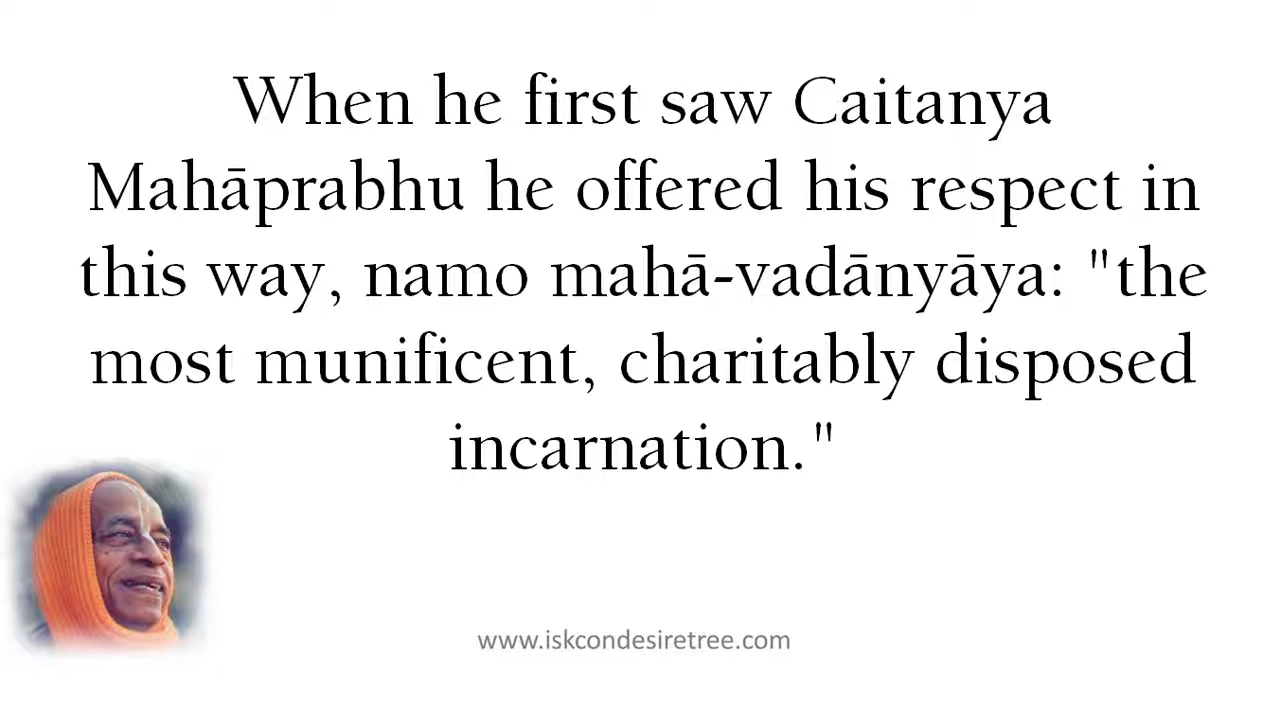 When he first saw Caitanya
Mahāprabhu he offered his respect in
this way, namo mahā-vadānyāya: "the
most munificent, charitably disposed
incarnation."
www.iskcondesiretree.com